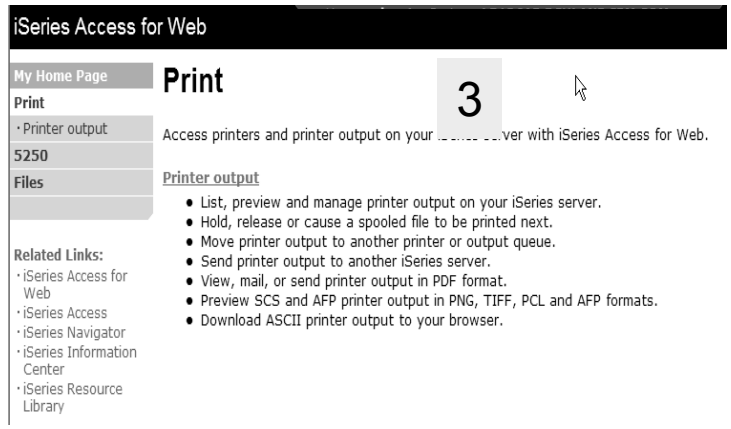 iSeries Access for Web
My Home Page
Print
· Printer output
5250
Files
Related Links:
· iSeries Access for
Web
· iSeries Access
· iSeries Navigator
· iSeries Information
Center
· iSeries Resource
Library
Print
3
Access printers and printer output on your server with iSeries Access for Web.
Printer output
● List, preview and manage printer output on your iSeries server.
● Hold, release or cause a spooled file to be printed next.
● Move printer output to another printer or output queue.
● Send printer output to another iSeries server.
● View, mail, or send printer output in PDF format.
● Preview SCS and AFP printer output in PNG, TIFF, PCL and AFP formats.
● Download ASCII printer output to your browser.